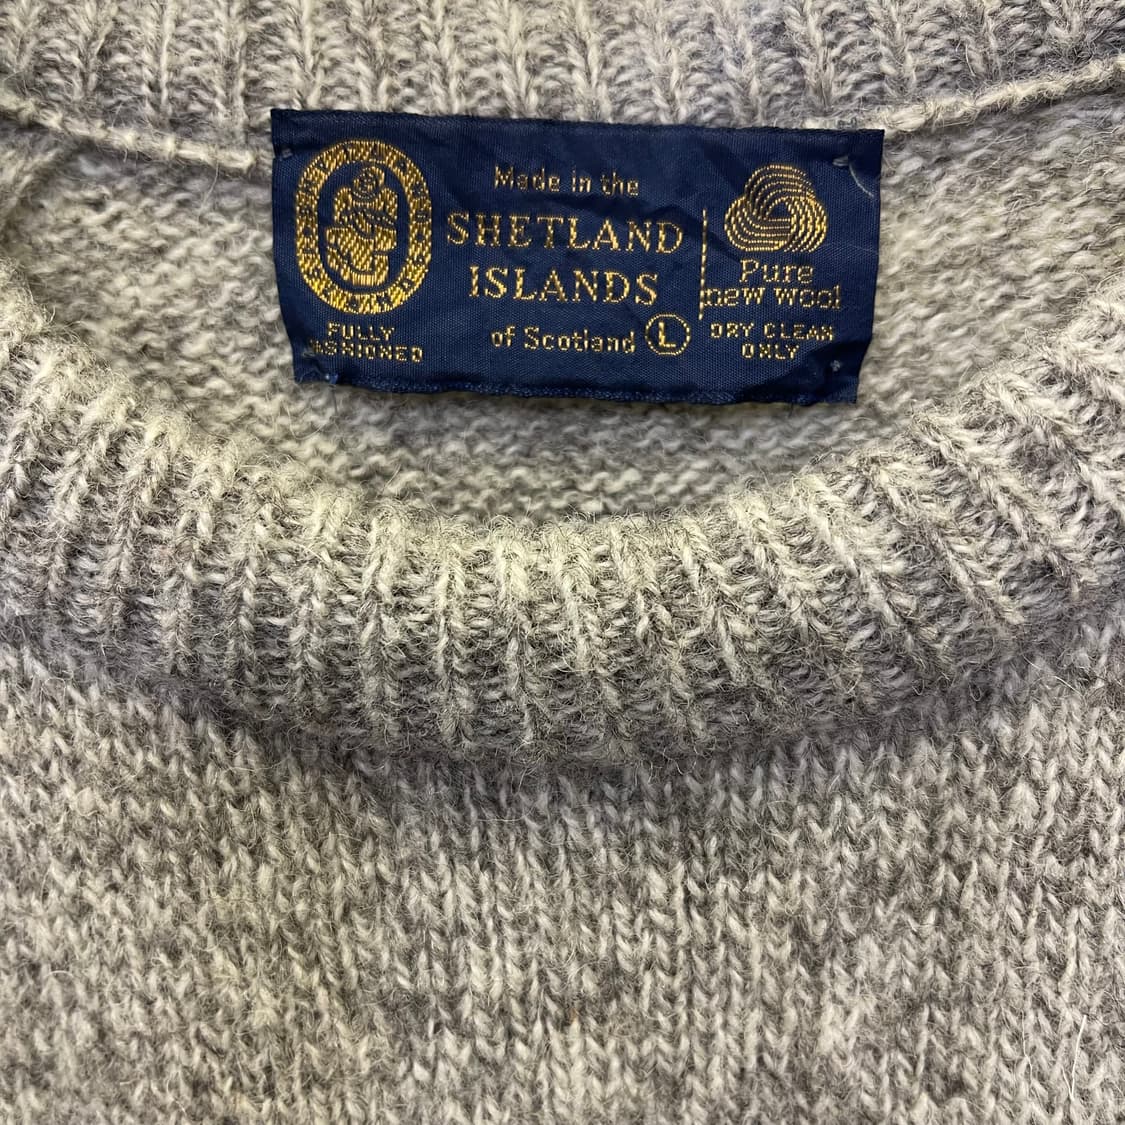 Made in the
SHETLAND
ISLANDS
of Scotland L
FULLY
FASHIONED
Pure
new wool
DRY CLEAN
ONLY